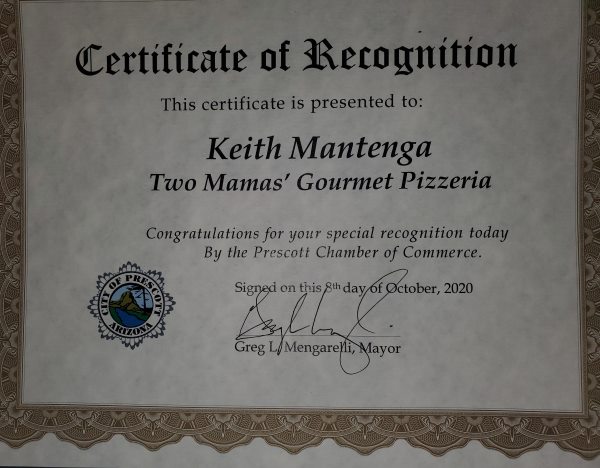 Certificate of Recognition
This certificate is presented to:
Keith Mantenga
Two Mamas' Gourmet Pizzeria
Congratulations for your special recognition today
By the Prescott Chamber of Commerce.
Signed on this 8th day of October, 2020
Greg L. Mengarelli, Mayor
CITY OF PRESCOTT
ARIZONA